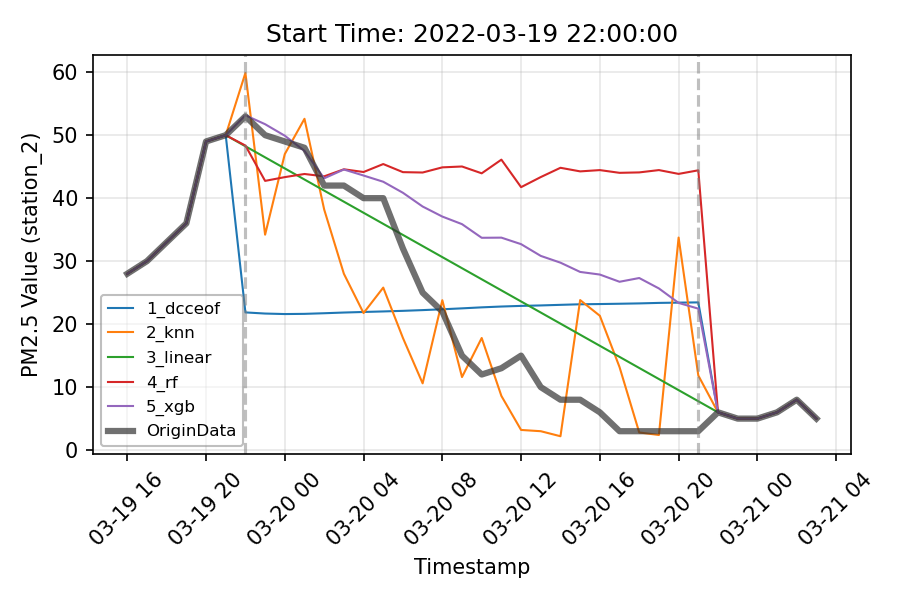 Start Time: 2022-03-19 22:00:00
PM2.5 Value (station_2)
60
50
40
30
20
10
0
1_dcceof
2_knn
3_linear
4_rf
5_xgb
OriginData
03-19 16
03-19 20
03-20 00
03-20 04
03-20 08
03-20 12
03-20 16
03-20 20
03-21 00
03-21 04
Timestamp